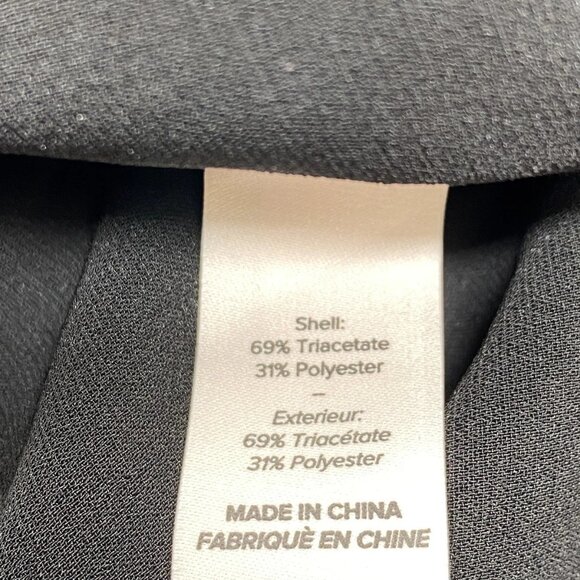 Shell:
69% Triacetate
31% Polyester
–
Exterieur:
69% Triacétate
31% Polyester
MADE IN CHINA
FABRIQUÈ EN CHINE